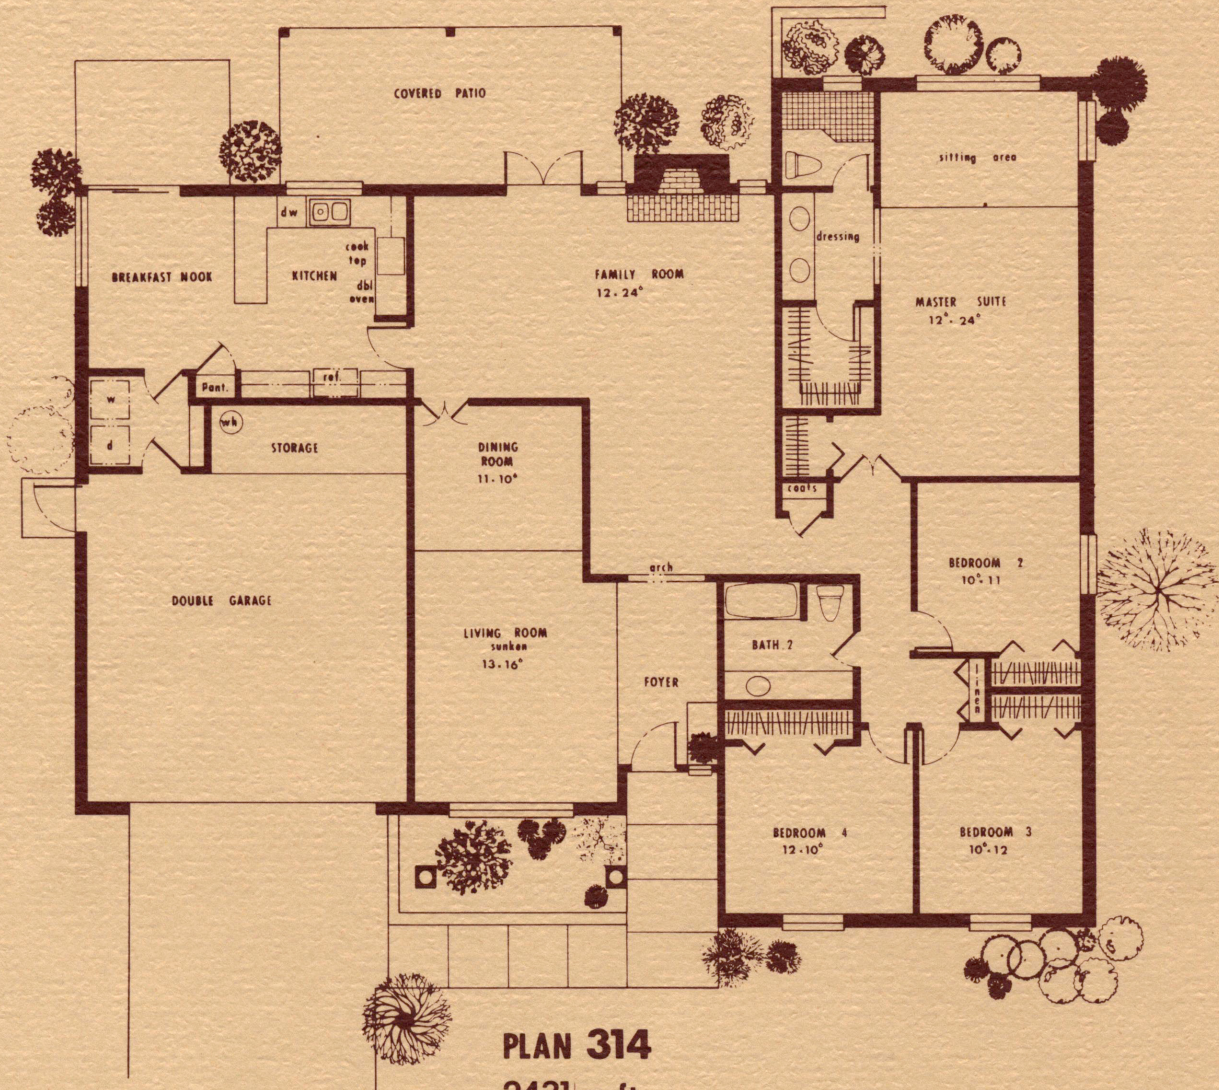 COVERED PATIO
sitting area
dw
cook
top
dbl
oven
BREAKFAST NOOK
KITCHEN
FAMILY ROOM
12 - 24⁶
dressing
MASTER SUITE
12⁶ - 24⁶
Pant.
ref.
w
d
wh
STORAGE
DINING
ROOM
11 - 10⁶
coats
arch
BEDROOM 2
10⁶ - 11
DOUBLE GARAGE
LIVING ROOM
sunken
13 - 16⁶
BATH. 2
FOYER
linen
BEDROOM 4
12 - 10⁶
BEDROOM 3
10⁶ - 12
PLAN 314